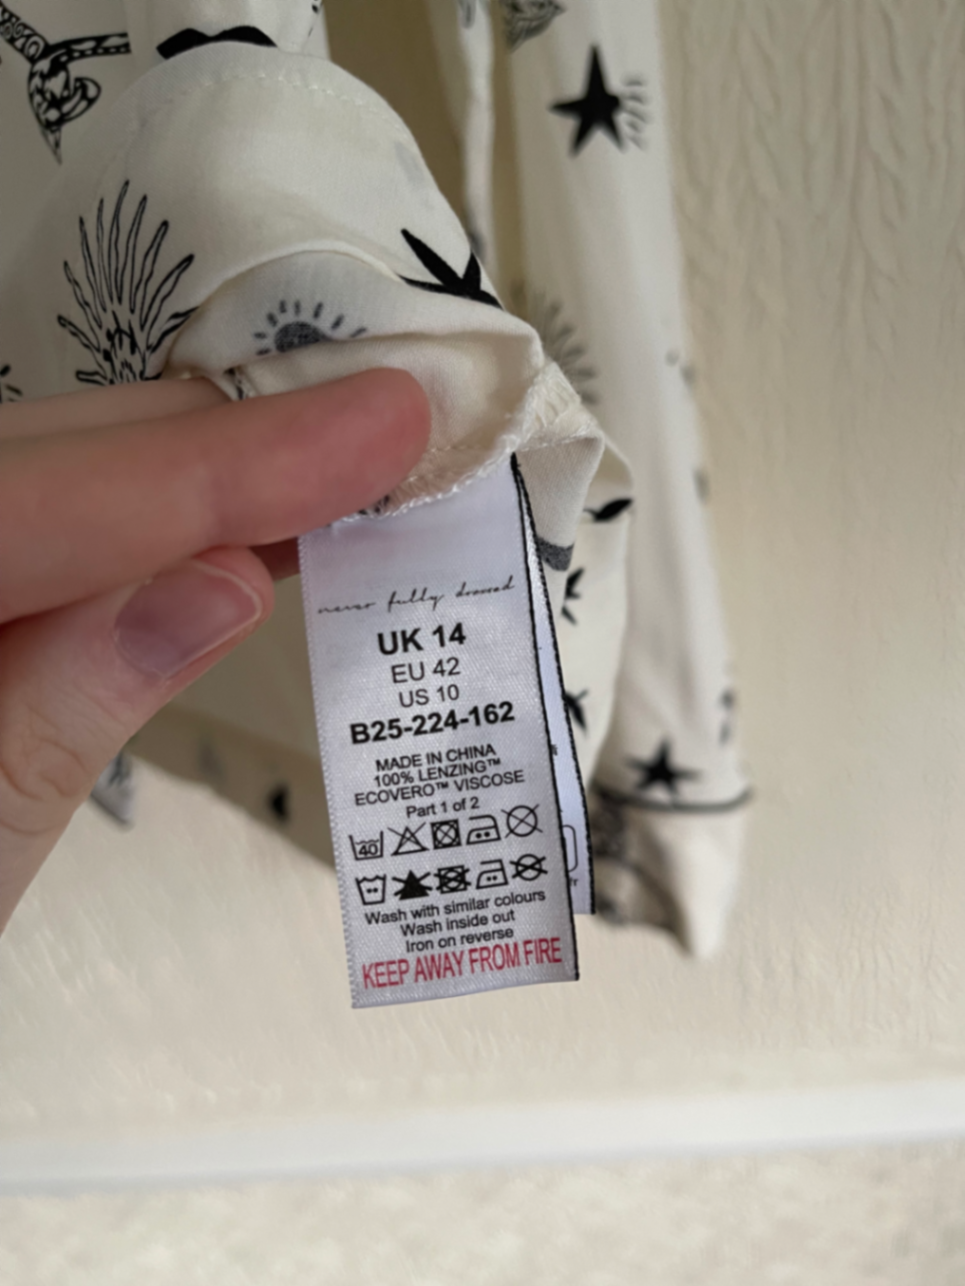 never fully dressed
UK 14
EU 42
US 10
B25-224-162
MADE IN CHINA
100% LENZING™
ECOVERO™ VISCOSE
Part 1 of 2
40
Wash with similar colours
Wash inside out
Iron on reverse
KEEP AWAY FROM FIRE